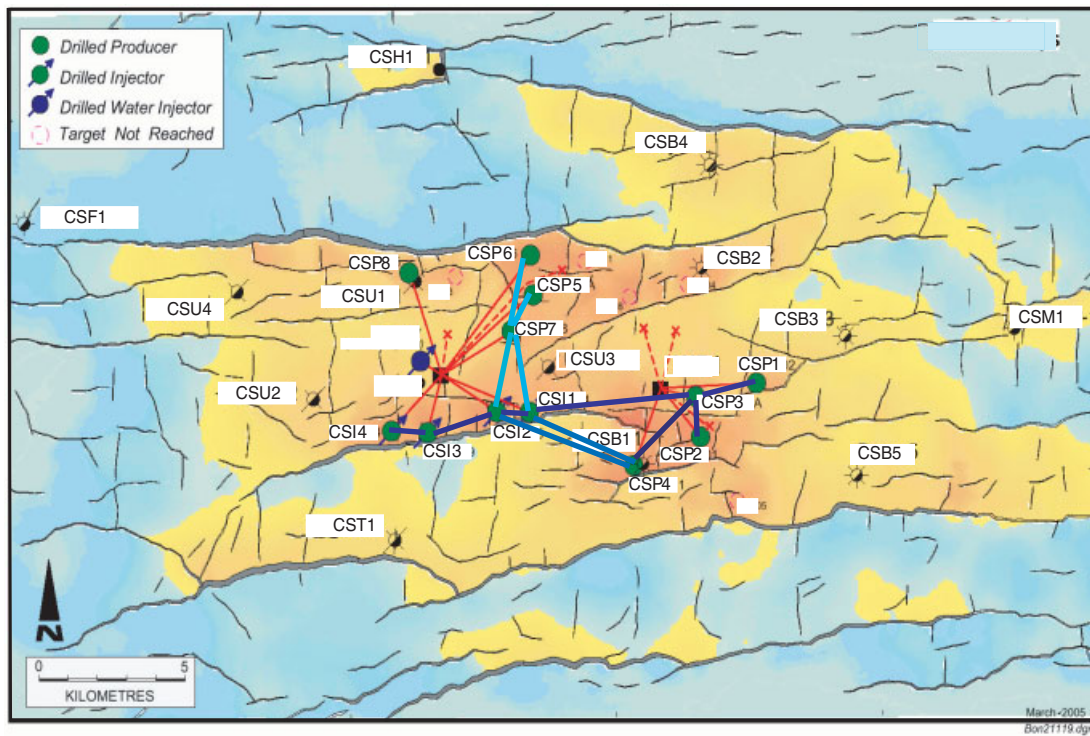 Drilled Producer
Drilled Injector
Drilled Water Injector
Target Not Reached
CSH1
CSB4
CSF1
CSP6
CSB2
CSP8
CSP5
CSU1
CSU4
CSP7
CSB3
CSM1
CSU3
CSP1
CSU2
CSP3
CSI1
CSI4
CSI2
CSB1
CSP2
CSI3
CSB5
CSP4
CST1
N
0 5
KILOMETRES
March-2005
Bon21119.dgn